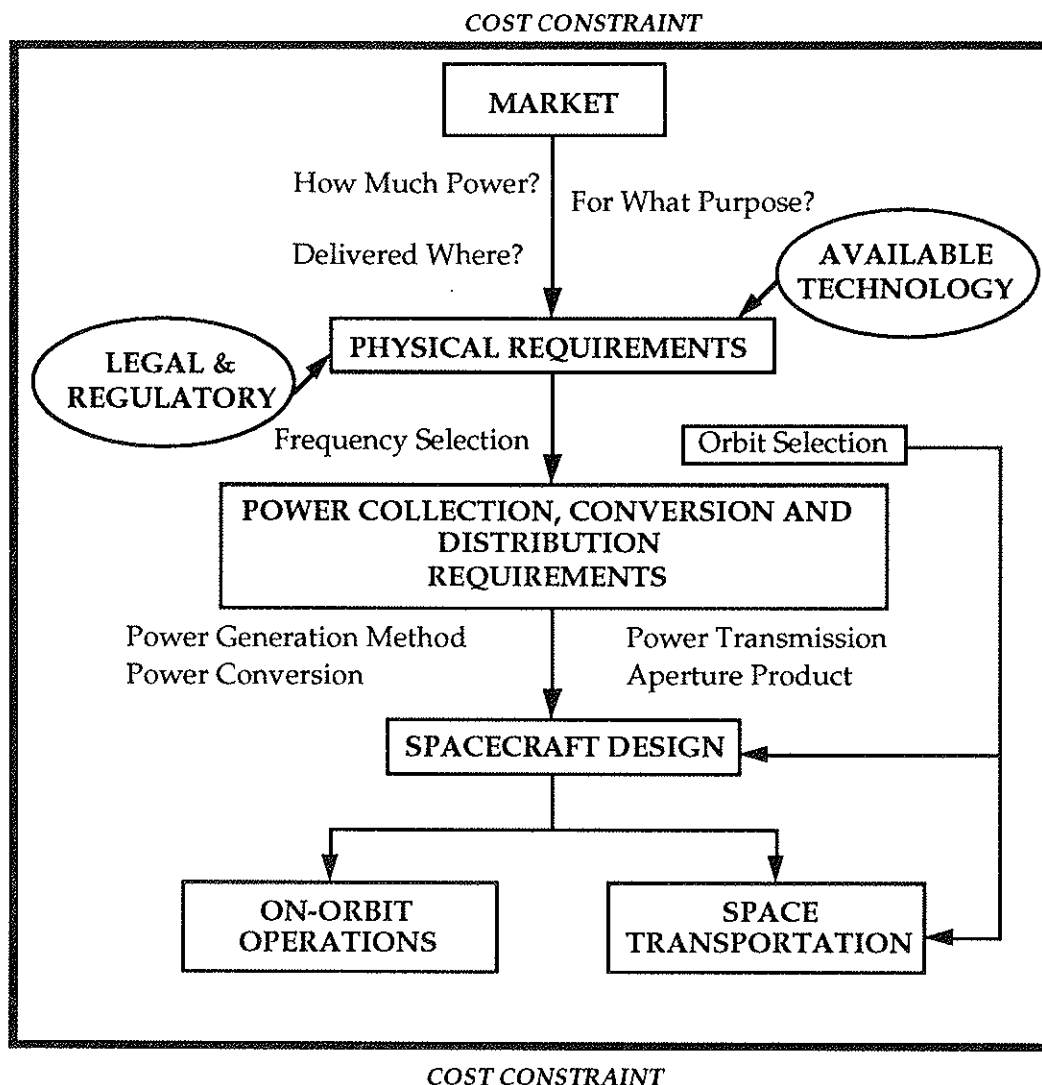 COST CONSTRAINT
MARKET
How Much Power?
For What Purpose?
Delivered Where?
AVAILABLE
TECHNOLOGY
PHYSICAL REQUIREMENTS
LEGAL &
REGULATORY
Frequency Selection
Orbit Selection
POWER COLLECTION, CONVERSION AND
DISTRIBUTION
REQUIREMENTS
Power Generation Method
Power Conversion
Power Transmission
Aperture Product
SPACECRAFT DESIGN
ON-ORBIT
OPERATIONS
SPACE
TRANSPORTATION
COST CONSTRAINT